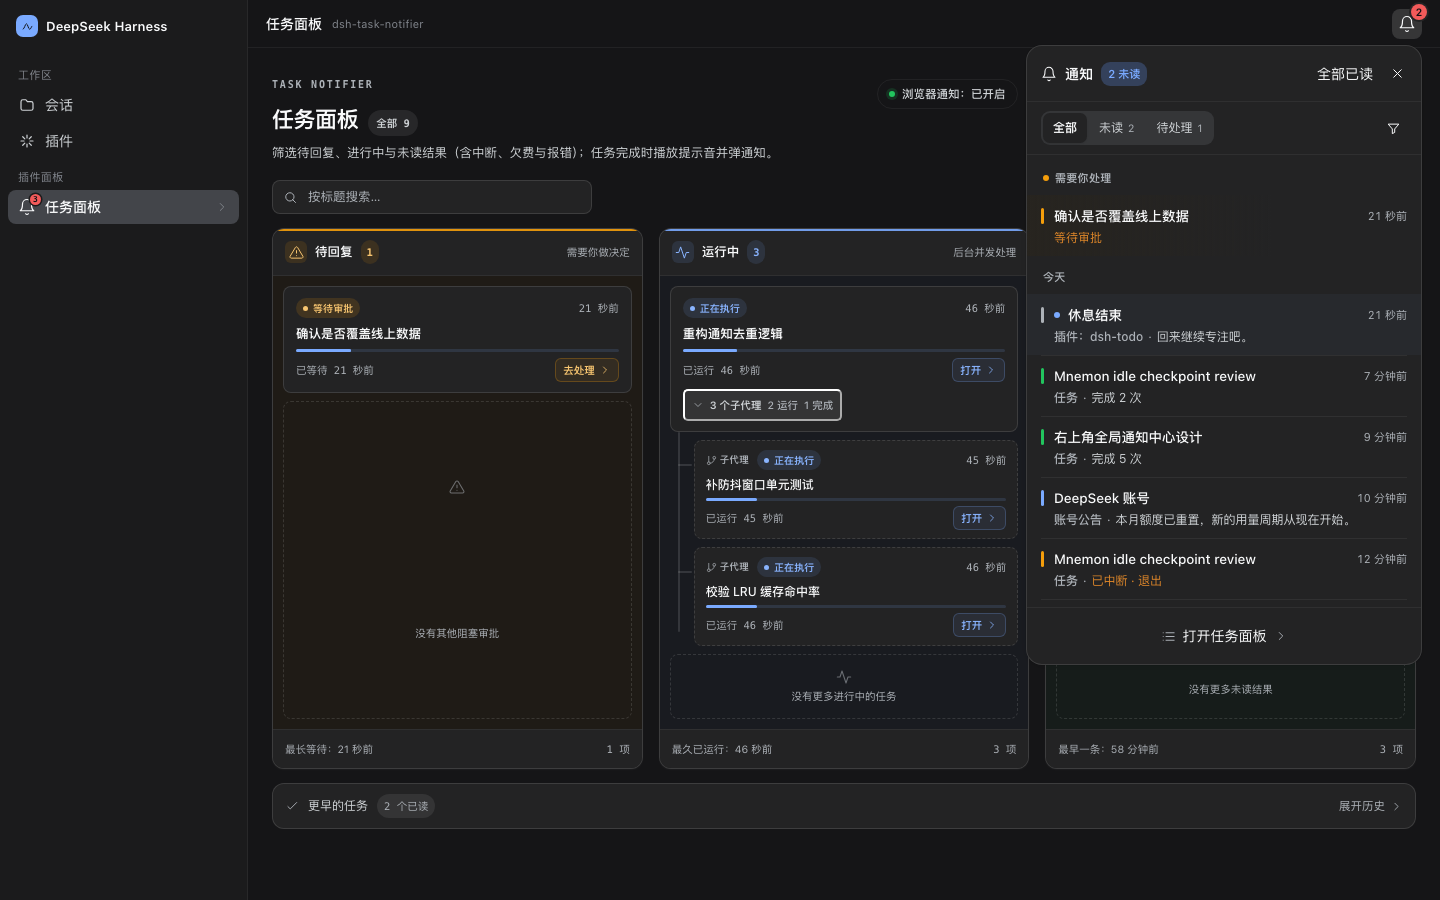 DeepSeek Harness
工作区
会话
插件
插件面板
3
任务面板
任务面板 dsh-task-notifier
2
TASK NOTIFIER
任务面板 全部 9
筛选待回复、进行中与未读结果（含中断、欠费与报错）；任务完成时播放提示音并弹通知。
浏览器通知：已开启
按标题搜索...
待回复 1 需要你做决定
等待审批 21 秒前
确认是否覆盖线上数据
已等待 21 秒前 去处理
没有其他阻塞审批
最长等待：21 秒前 1 项
运行中 3 后台并发处理
正在执行 46 秒前
重构通知去重逻辑
已运行 46 秒前 打开
3 个子代理 2 运行 1 完成
子代理 正在执行 45 秒前
补防抖窗口单元测试
已运行 45 秒前 打开
子代理 正在执行 46 秒前
校验 LRU 缓存命中率
已运行 46 秒前 打开
没有更多进行中的任务
最久已运行：46 秒前 3 项
没有更多未读结果
最早一条：58 分钟前 3 项
更早的任务 2 个已读 展开历史
通知 2 未读 全部已读
全部 未读 2 待处理 1
需要你处理
确认是否覆盖线上数据 21 秒前
等待审批
今天
休息结束 21 秒前
插件：dsh-todo · 回来继续专注吧。
Mnemon idle checkpoint review 7 分钟前
任务 · 完成 2 次
右上角全局通知中心设计 9 分钟前
任务 · 完成 5 次
DeepSeek 账号 10 分钟前
账号公告 · 本月额度已重置，新的用量周期从现在开始。
Mnemon idle checkpoint review 12 分钟前
任务 · 已中断 · 退出
打开任务面板